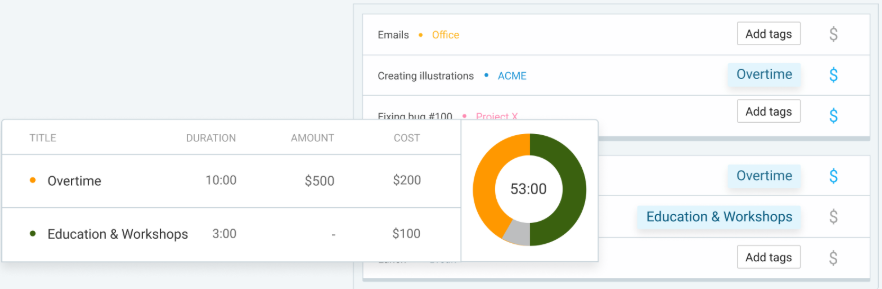 Emails • Office Add tags $
Creating illustrations • ACME Overtime $
Fixing bug #100 • Project X Add tags $
TITLE DURATION AMOUNT COST
Overtime 10:00 $500 $200
Education & Workshops 3:00 - $100
53:00
Overtime $
Education & Workshops $
Add tags $